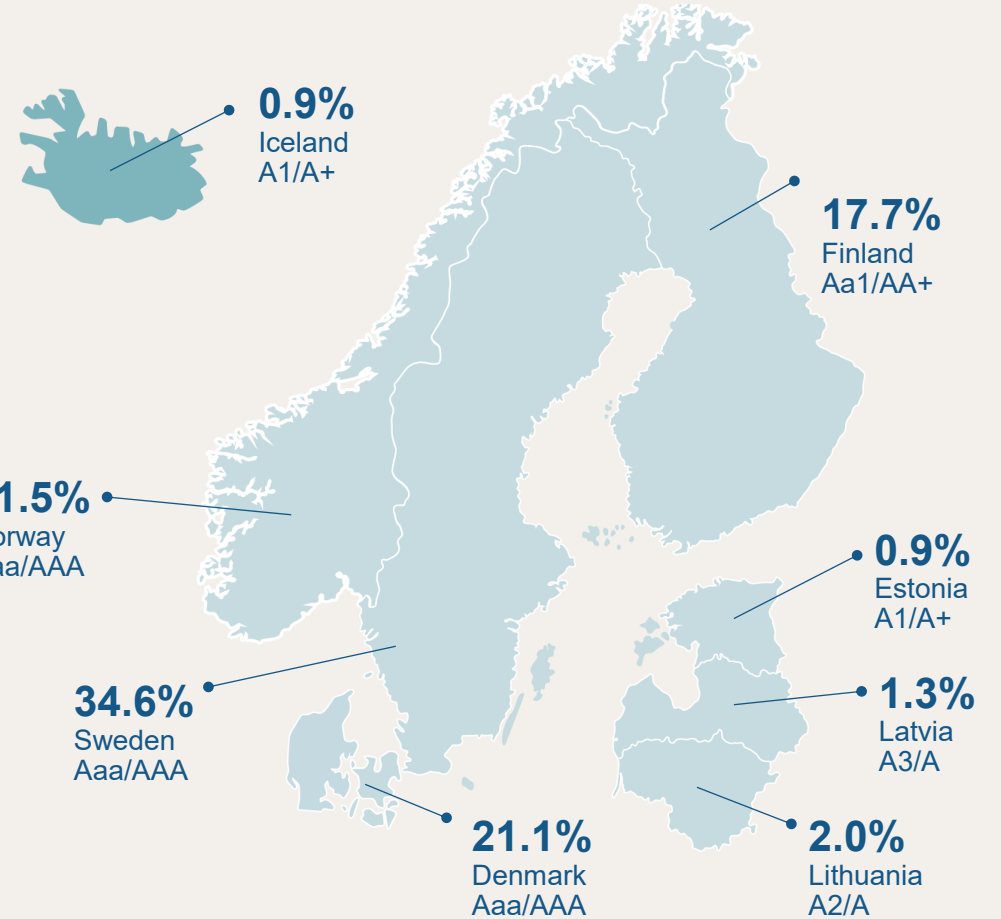 0.9%
Iceland
A1/A+
17.7%
Finland
Aa1/AA+
1.5%
orway
aa/AAA
0.9%
Estonia
A1/A+
34.6%
Sweden
Aaa/AAA
1.3%
Latvia
A3/A
21.1%
Denmark
Aaa/AAA
2.0%
Lithuania
A2/A